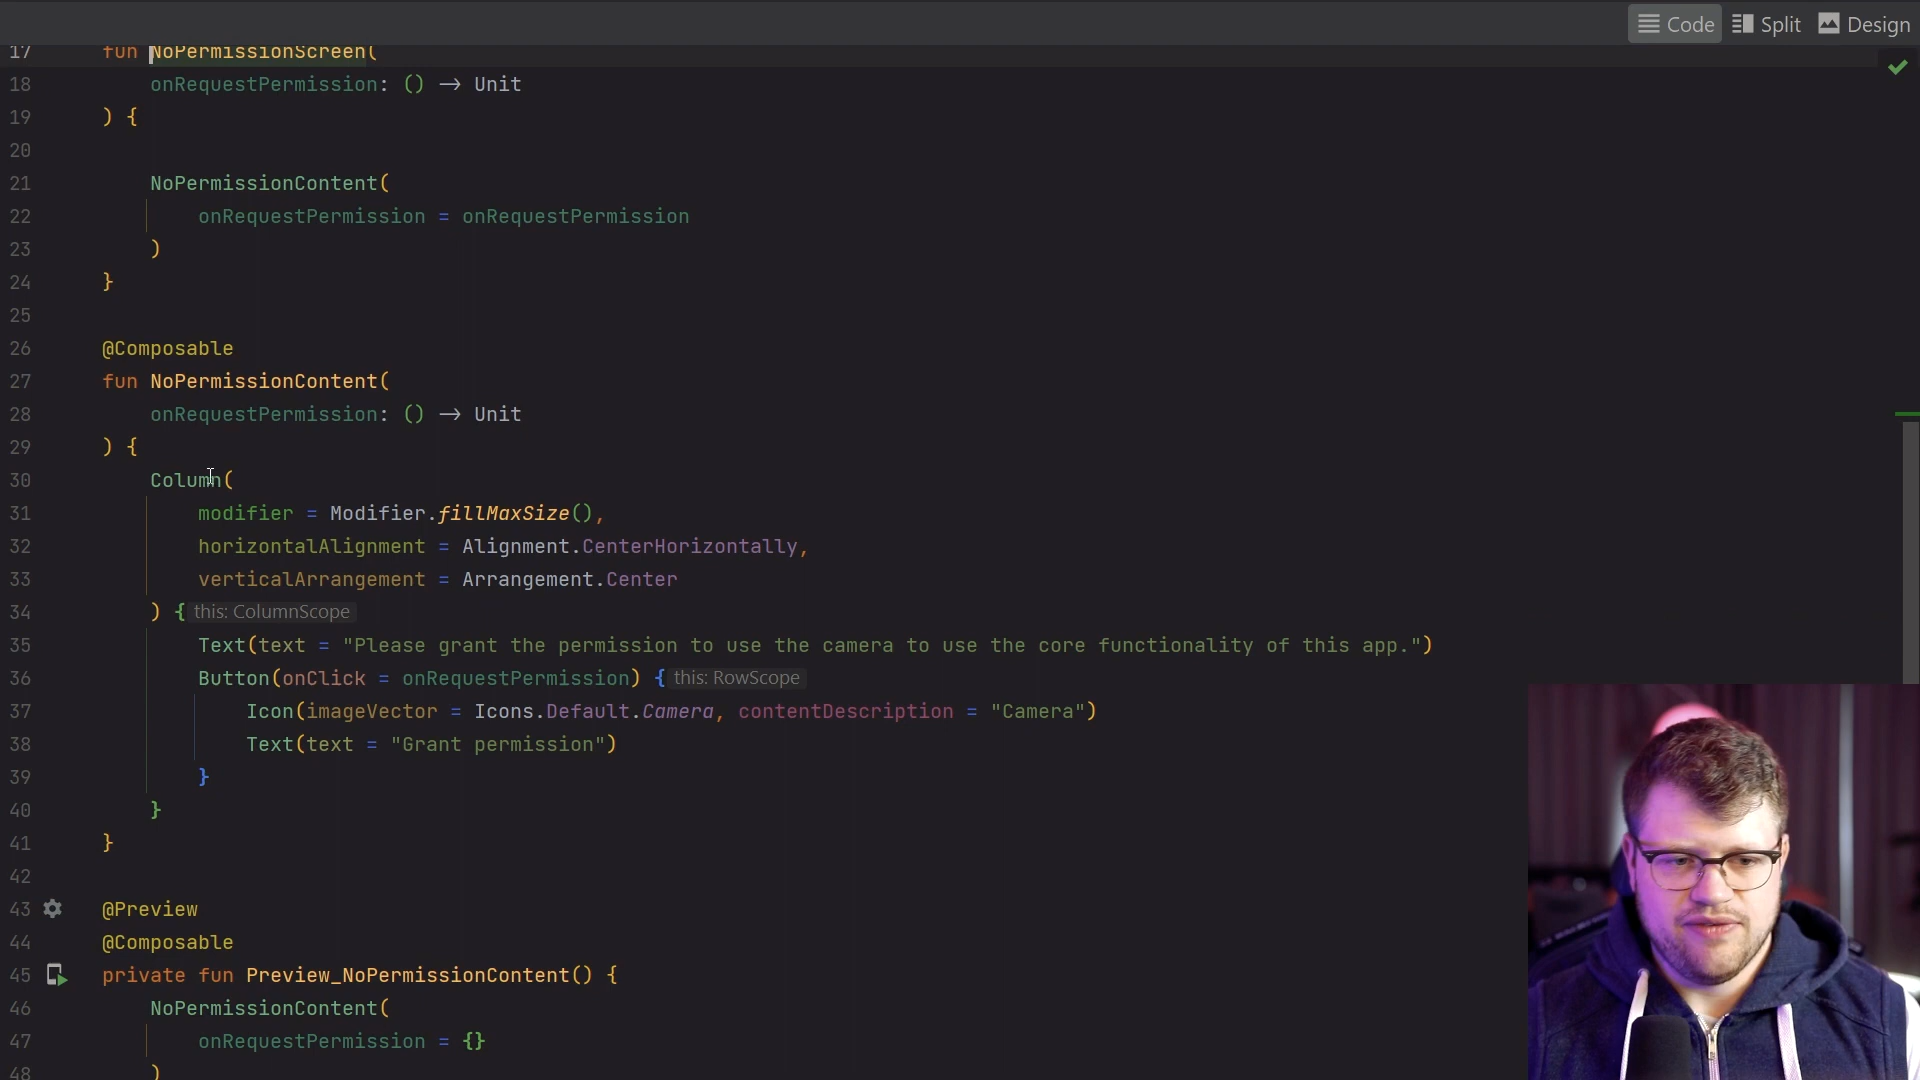 Code Split Design
17 fun NoPermissionScreen(
18 onRequestPermission: () → Unit
19 ) {
20
21 NoPermissionContent(
22 onRequestPermission = onRequestPermission
23 )
24 }
25
26 @Composable
27 fun NoPermissionContent(
28 onRequestPermission: () → Unit
29 ) {
30 Column(
31 modifier = Modifier.fillMaxSize(),
32 horizontalAlignment = Alignment.CenterHorizontally,
33 verticalArrangement = Arrangement.Center
34 ) { this: ColumnScope
35 Text(text = "Please grant the permission to use the camera to use the core functionality of this app.")
36 Button(onClick = onRequestPermission) { this: RowScope
37 Icon(imageVector = Icons.Default.Camera, contentDescription = "Camera")
38 Text(text = "Grant permission")
39 }
40 }
41 }
42
43 @Preview
44 @Composable
45 private fun Preview_NoPermissionContent() {
46 NoPermissionContent(
47 onRequestPermission = {}
48 )